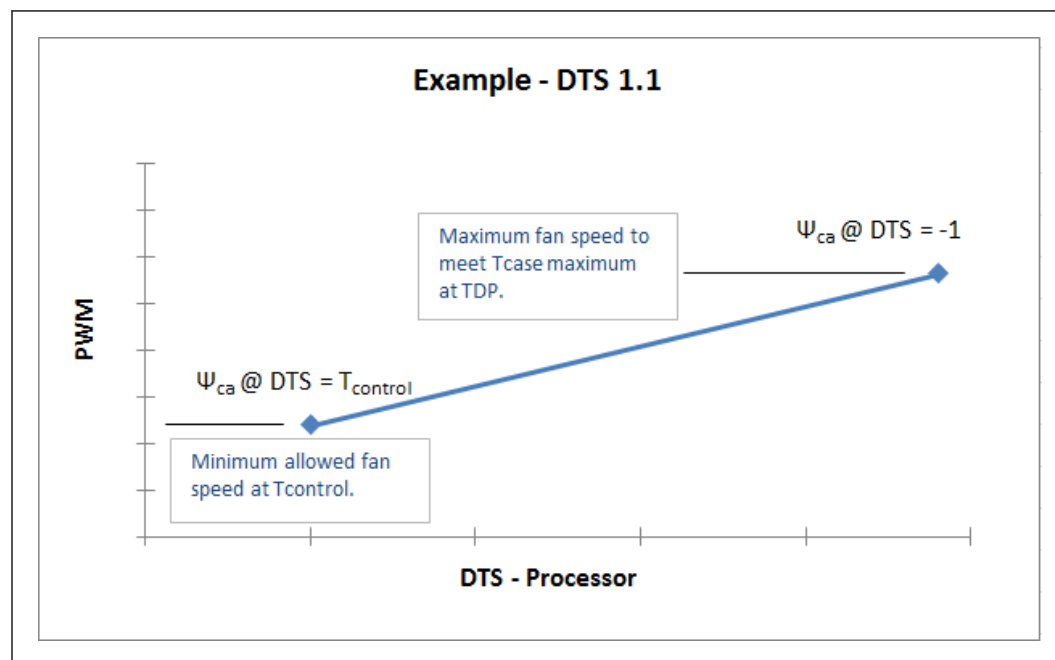 Example - DTS 1.1
Ψca @ DTS = -1
Maximum fan speed to
meet Tcase maximum
at TDP.
PWM
Ψca @ DTS = Tcontrol
Minimum allowed fan
speed at Tcontrol.
DTS - Processor